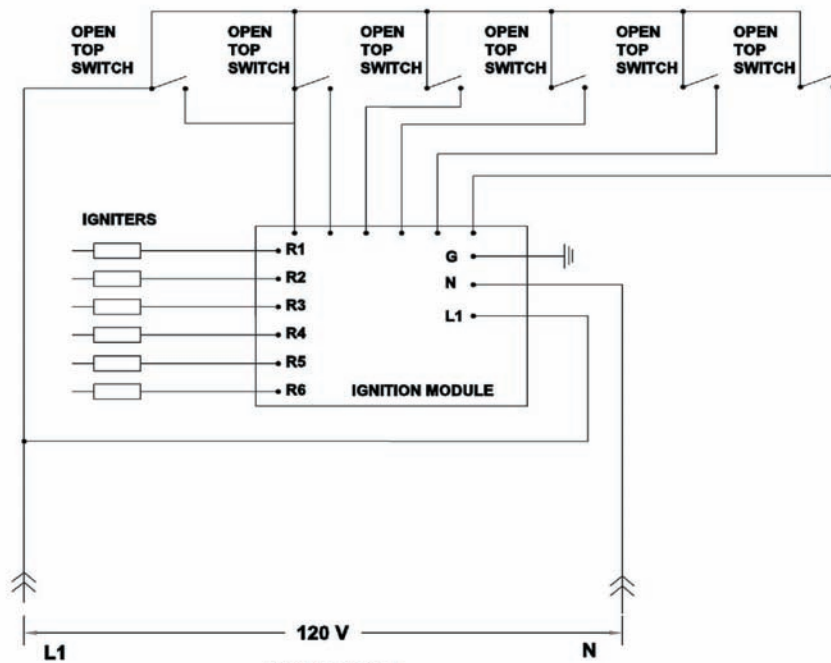 OPEN
TOP
SWITCH
OPEN
TOP
SWITCH
OPEN
TOP
SWITCH
OPEN
TOP
SWITCH
OPEN
TOP
SWITCH
OPEN
TOP
SWITCH
IGNITERS
R1
R2
R3
R4
R5
R6
G
N
L1
IGNITION MODULE
120 V
L1
N